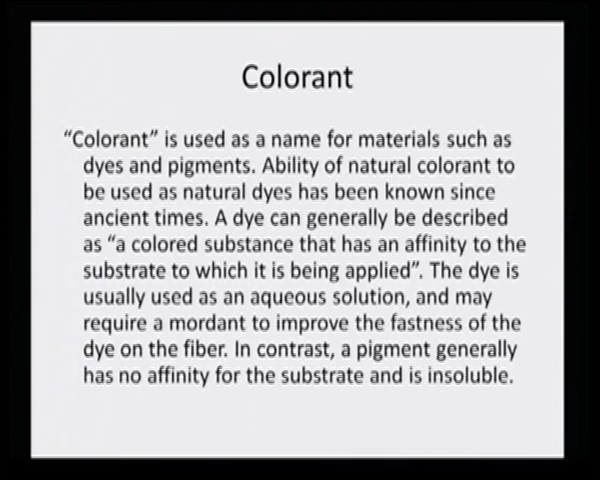 Colorant
“Colorant” is used as a name for materials such as
dyes and pigments. Ability of natural colorant to
be used as natural dyes has been known since
ancient times. A dye can generally be described
as “a colored substance that has an affinity to the
substrate to which it is being applied”. The dye is
usually used as an aqueous solution, and may
require a mordant to improve the fastness of the
dye on the fiber. In contrast, a pigment generally
has no affinity for the substrate and is insoluble.